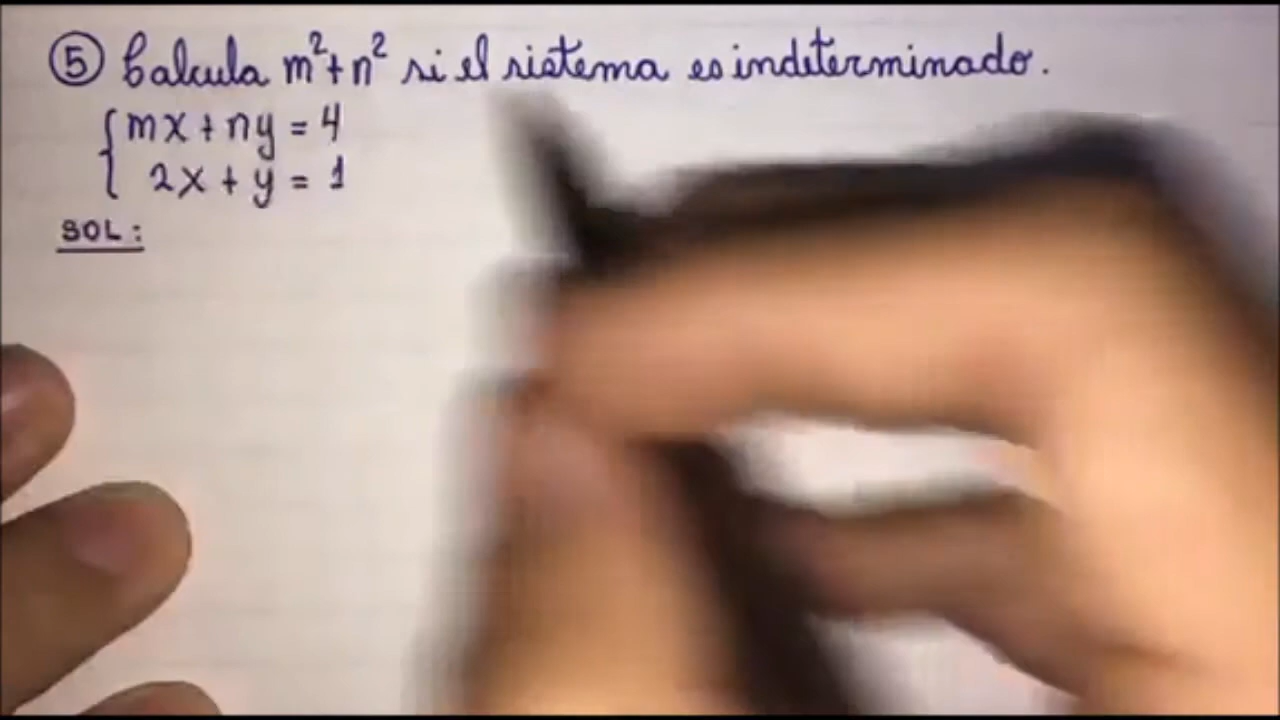 ⑤ Calcula m²+n² si el sistema es indeterminado.
mx + ny = 4
2x + y = 1
SOL: